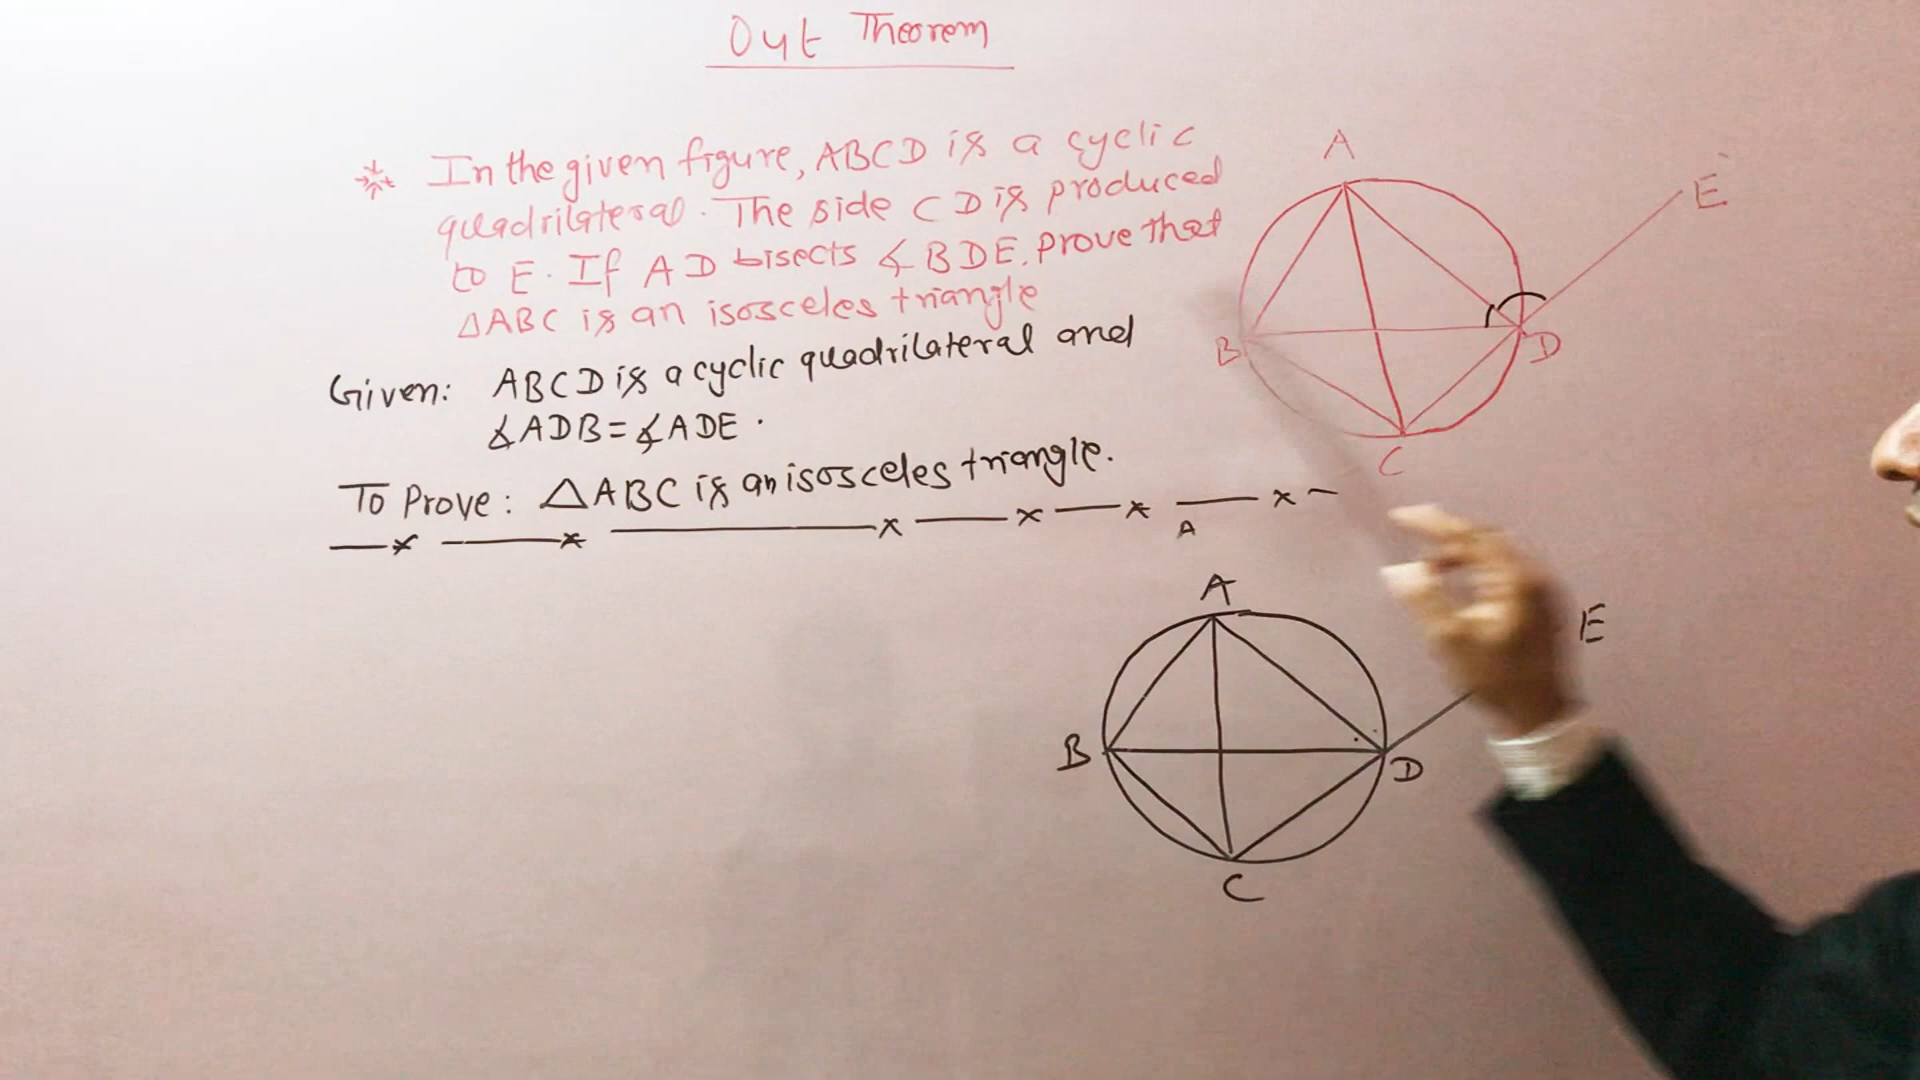 Out Theorem
In the given figure, ABCD is a cyclic
quadrilateral. The side CD is produced
to E. If AD bisects ∡BDE, prove that
△ABC is an isosceles triangle
Given: ABCD is a cyclic quadrilateral and
∡ADB=∡ADE.
To Prove: △ABC is an isosceles triangle.
A
E
B
D
C
A
A
E
B
D
C